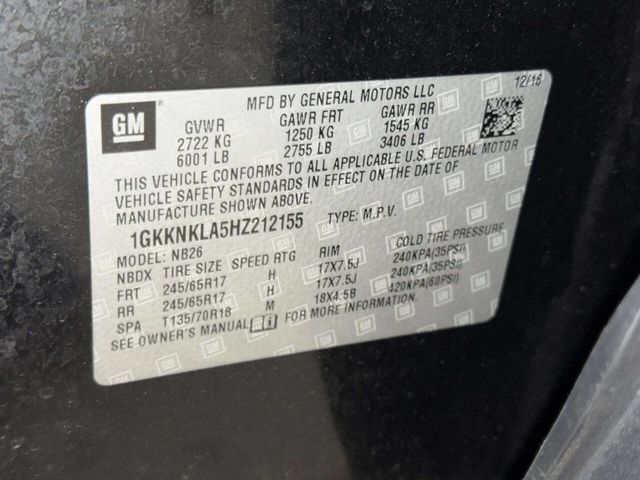 MFD BY GENERAL MOTORS LLC
12/16
GM
GVWR GAWR FRT GAWR RR
2722 KG 1250 KG 1545 KG
6001 LB 2755 LB 3406 LB
THIS VEHICLE CONFORMS TO ALL APPLICABLE U.S. FEDERAL MOTOR
VEHICLE SAFETY STANDARDS IN EFFECT ON THE DATE OF
MANUFACTURE SHOWN ABOVE.
1GKKNKLA5HZ212155 TYPE: M.P.V.
MODEL: NB26
NBDX TIRE SIZE SPEED RTG RIM COLD TIRE PRESSURE
FRT 245/65R17 H 17X7.5J 240KPA(35PSI)
RR 245/65R17 H 17X7.5J 240KPA(35PSI)
SPA T135/70R18 M 18X4.5B 420KPA(60PSI)
SEE OWNER'S MANUAL FOR MORE INFORMATION.